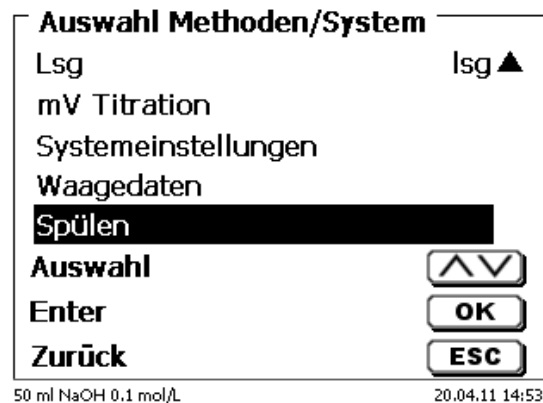 Auswahl Methoden/System
Lsg lsg▲
mV Titration
Systemeinstellungen
Waagedaten
Spülen
Auswahl
Enter OK
Zurück ESC
50 ml NaOH 0.1 mol/L 20.04.11 14:53